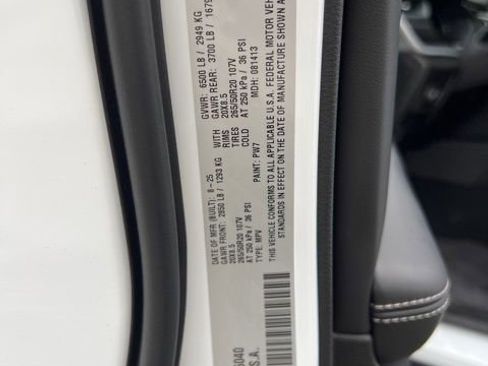 DATE OF MFR (BUILT): 8-25 GVWR: 6500 LB / 2949 KG
GAWR FRONT: 2850 LB / 1293 KG WITH GAWR REAR: 3700 LB / 1679
20X8.5 RIMS 20X8.5
265/50R20 107V TIRES 265/50R20 107V
AT 250 kPa / 36 PSI COLD AT 250 kPa / 36 PSI
TYPE: MPV PAINT: PW7 MDH: 081413
THIS VEHICLE CONFORMS TO ALL APPLICABLE U.S.A. FEDERAL MOTOR
STANDARDS IN EFFECT ON THE DATE OF MANUFACTURE SHOWN
5040
S.A.